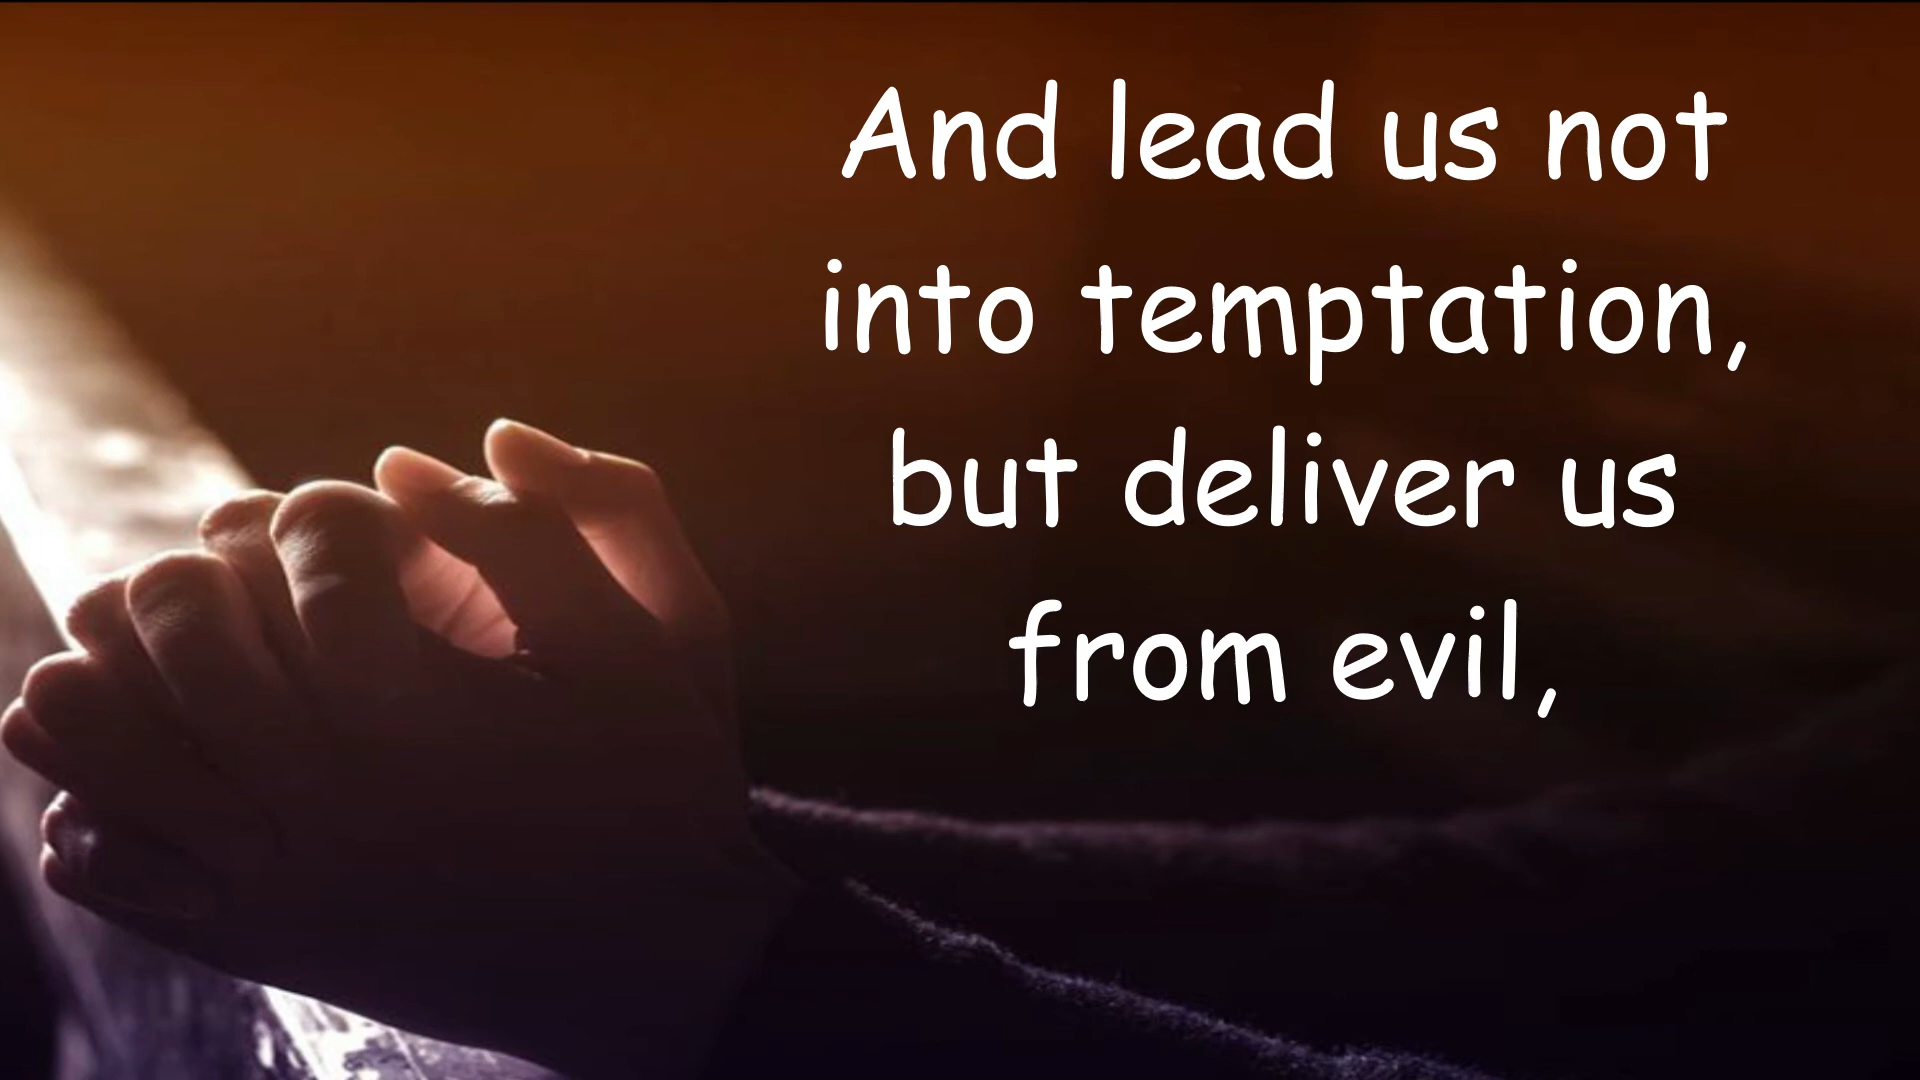 And lead us not
into temptation,
but deliver us
from evil,